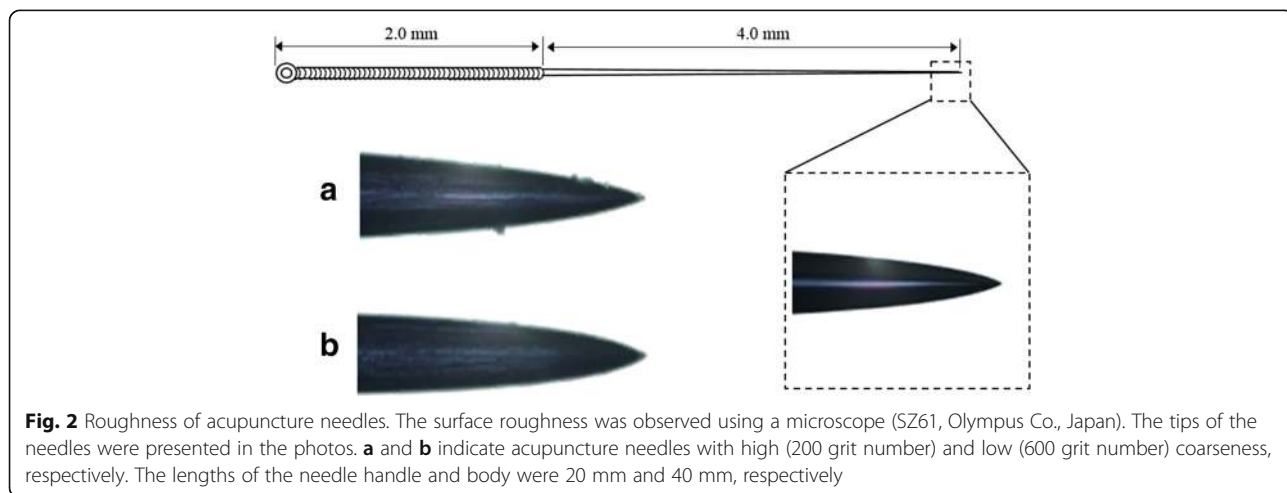 2.0 mm 4.0 mm
a
b
Fig. 2 Roughness of acupuncture needles. The surface roughness was observed using a microscope (SZ61, Olympus Co., Japan). The tips of the
needles were presented in the photos. a and b indicate acupuncture needles with high (200 grit number) and low (600 grit number) coarseness,
respectively. The lengths of the needle handle and body were 20 mm and 40 mm, respectively